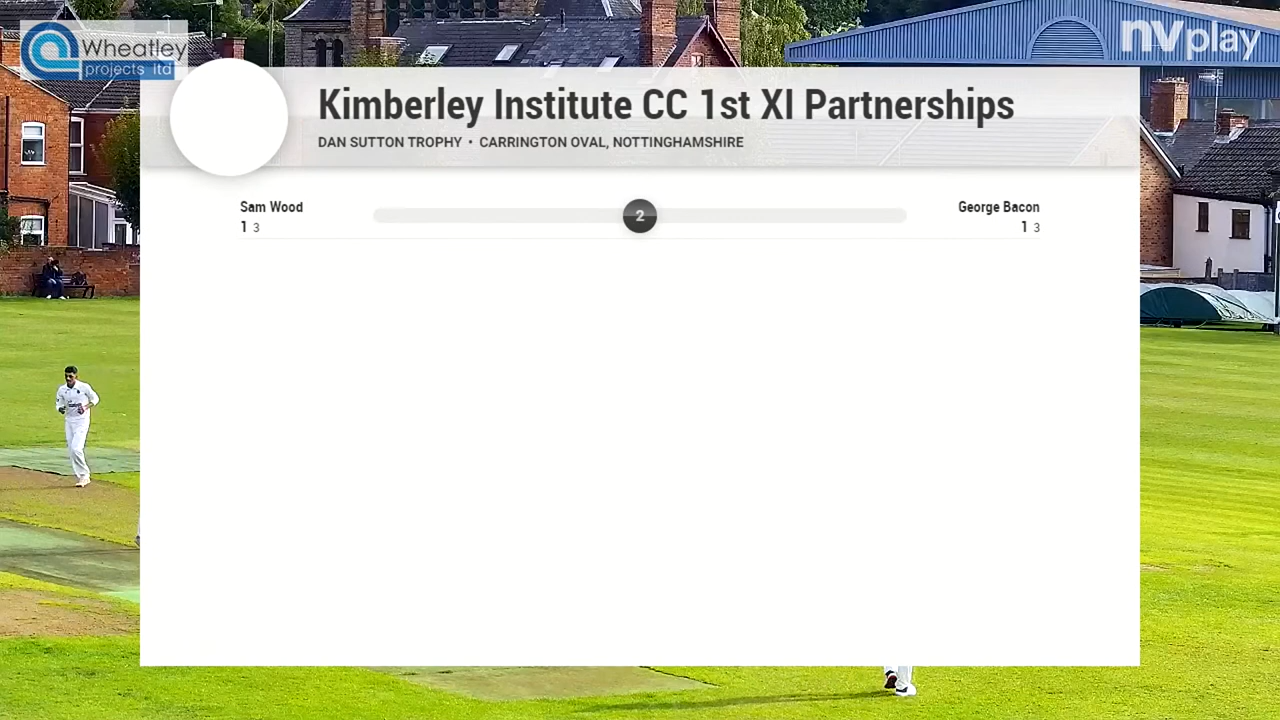 Wheatley
projects ltd
nvplay
Kimberley Institute CC 1st XI Partnerships
DAN SUTTON TROPHY • CARRINGTON OVAL, NOTTINGHAMSHIRE
Sam Wood
1 3
2
George Bacon
1 3